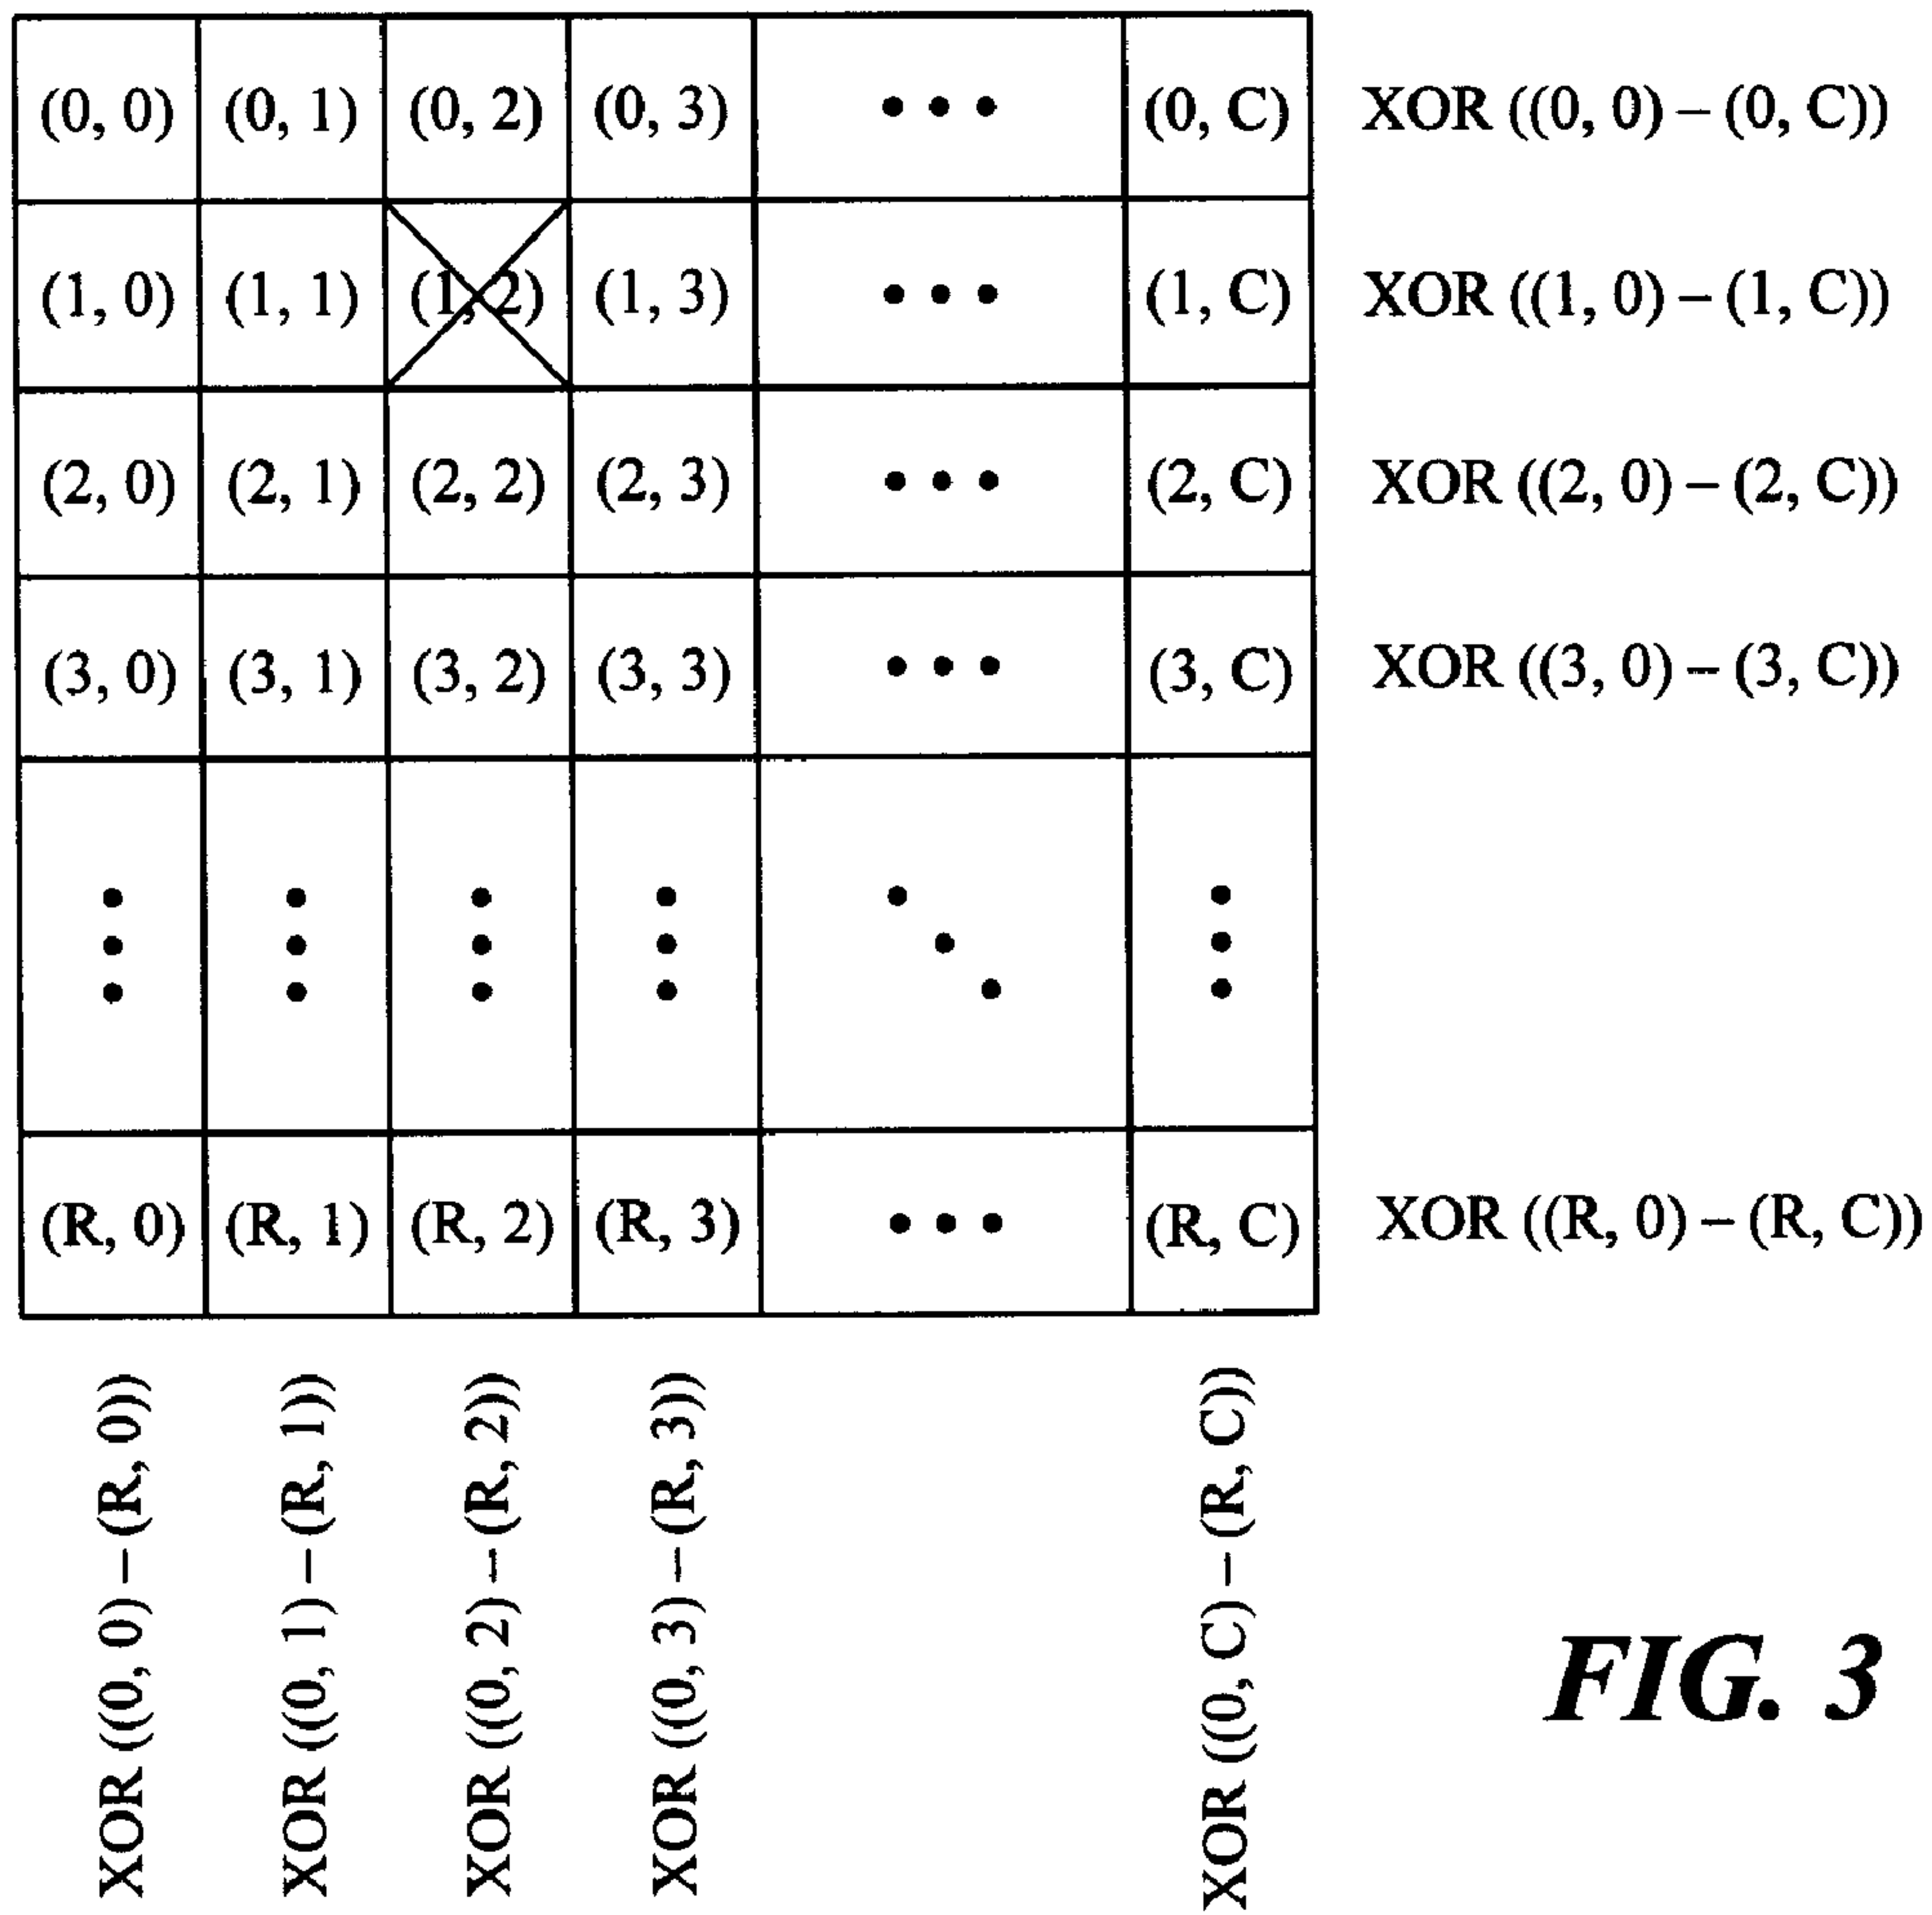 (0, 0) (0, 1) (0, 2) (0, 3) • • • (0, C) XOR ((0, 0) – (0, C))
(1, 0) (1, 1) (1, 2) (1, 3) • • • (1, C) XOR ((1, 0) – (1, C))
(2, 0) (2, 1) (2, 2) (2, 3) • • • (2, C) XOR ((2, 0) – (2, C))
(3, 0) (3, 1) (3, 2) (3, 3) • • • (3, C) XOR ((3, 0) – (3, C))
(R, 0) (R, 1) (R, 2) (R, 3) • • • (R, C) XOR ((R, 0) – (R, C))
XOR ((0, 0) – (R, 0))
XOR ((0, 1) – (R, 1))
XOR ((0, 2) – (R, 2))
XOR ((0, 3) – (R, 3))
XOR ((0, C) – (R, C))
FIG. 3